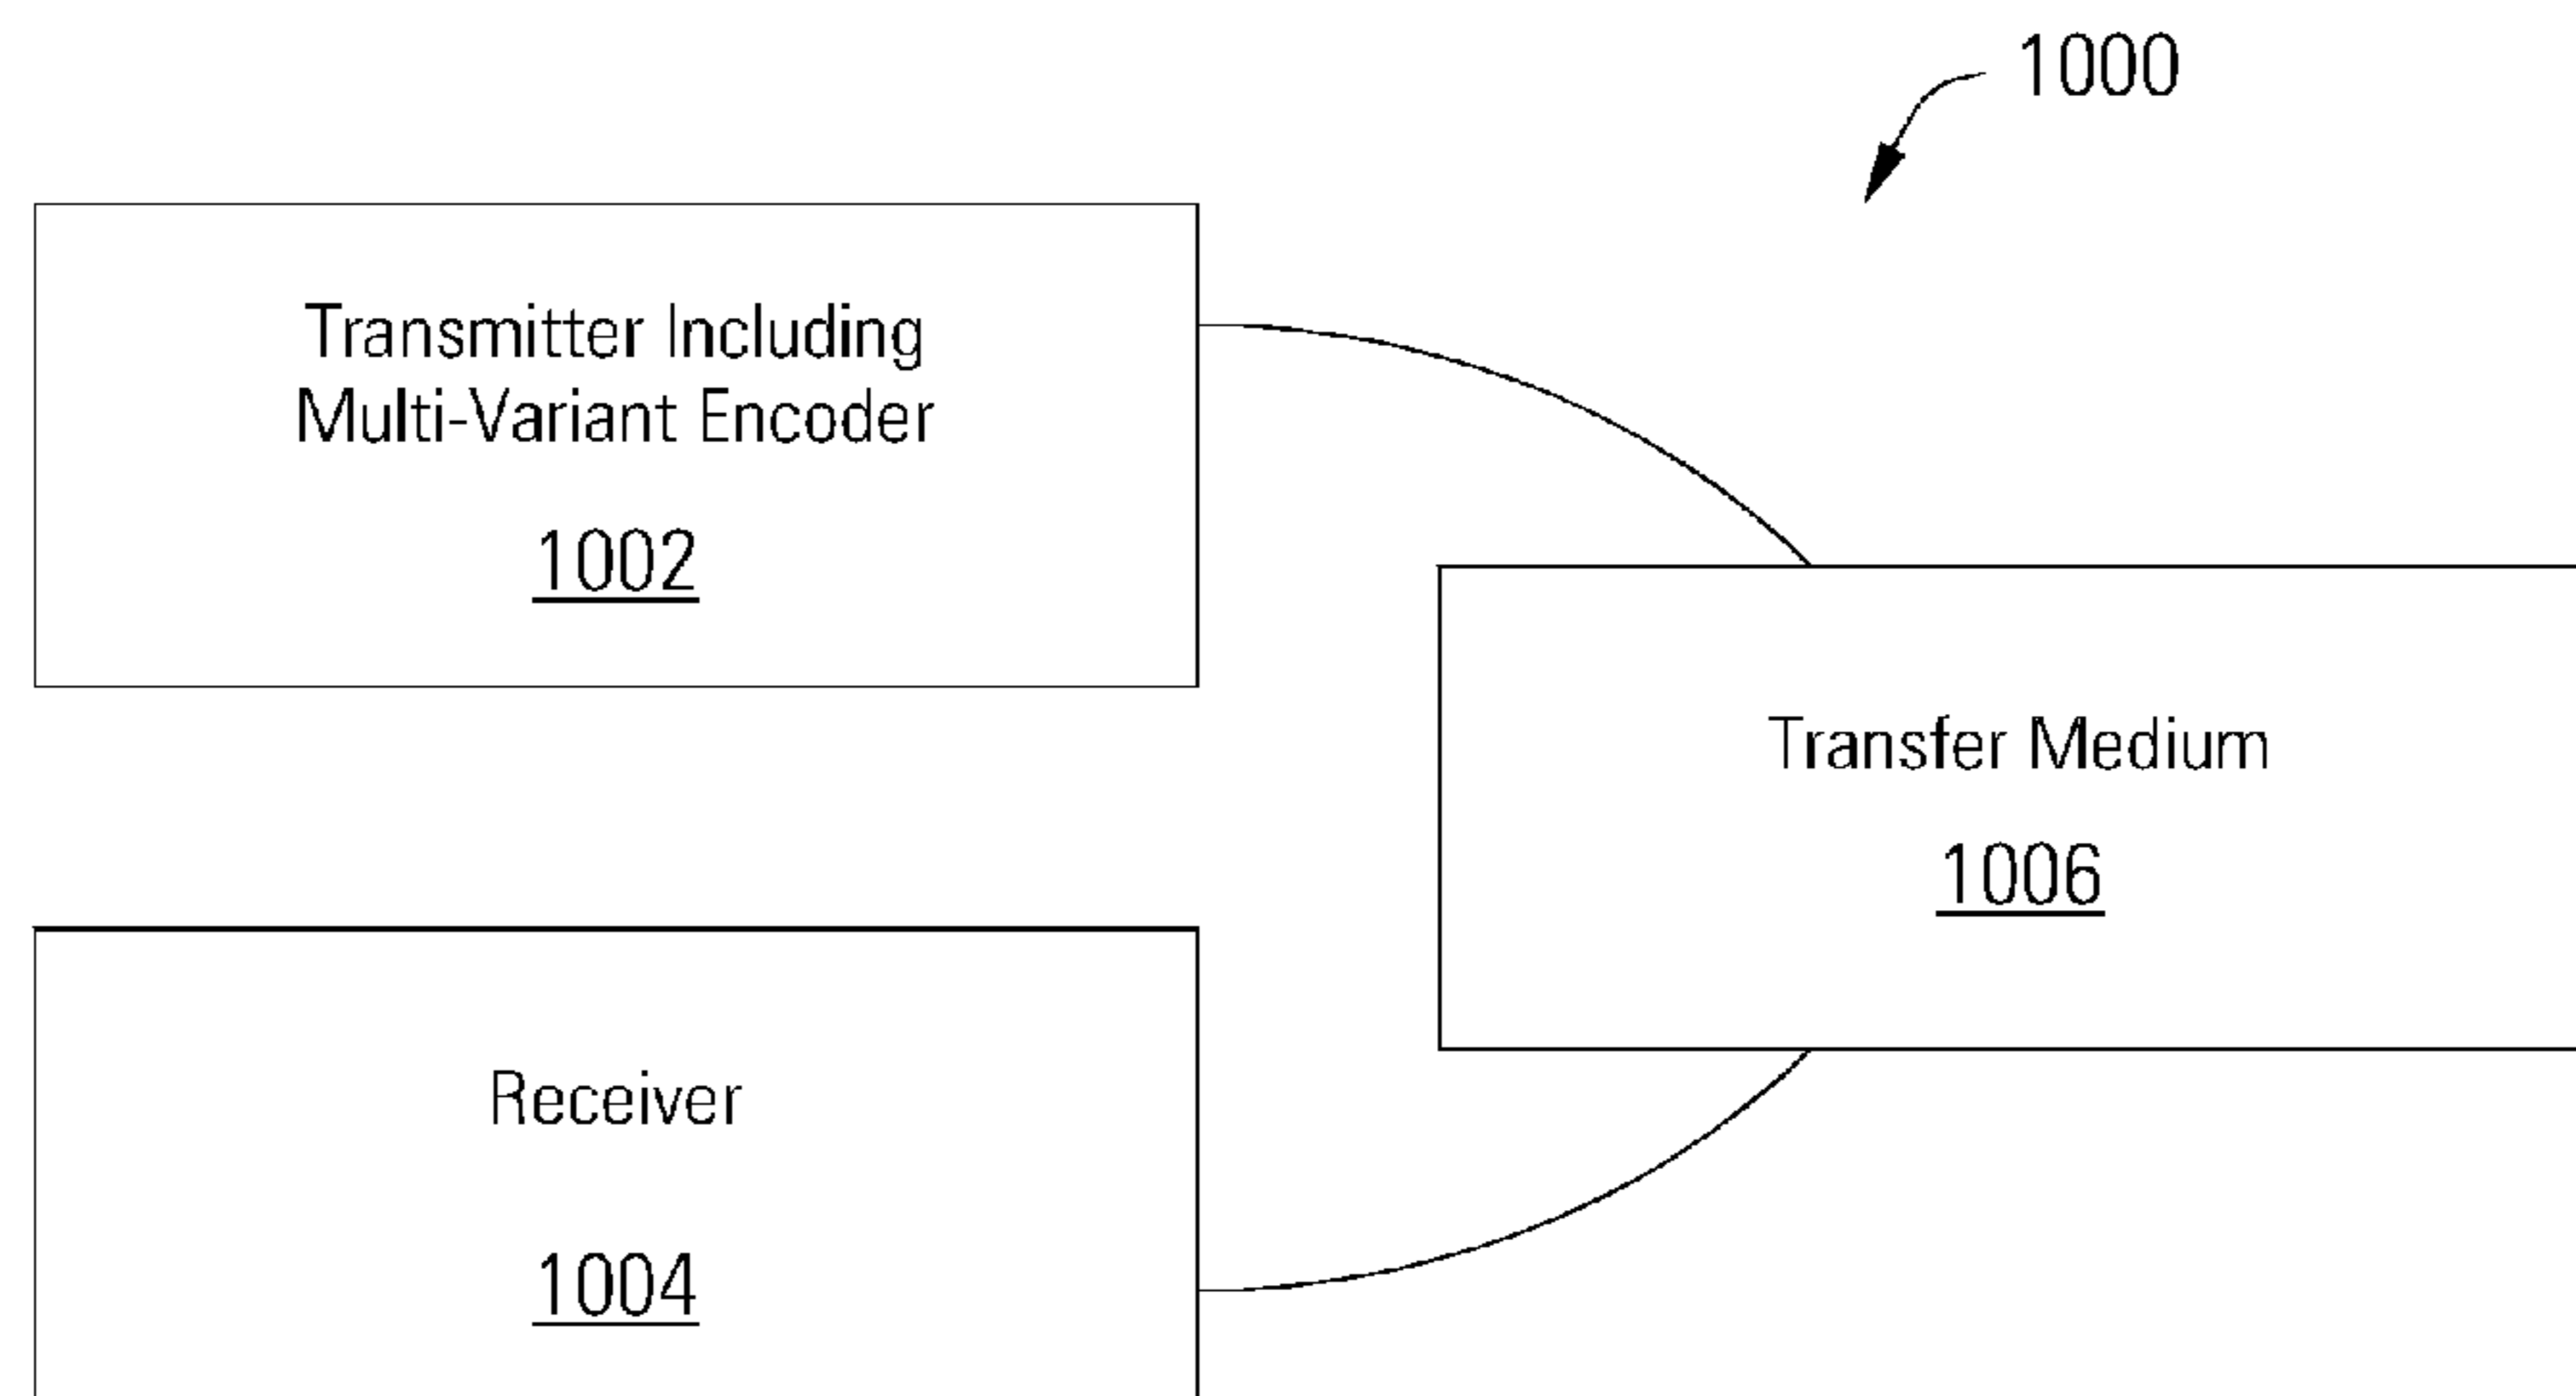 1000
Transmitter Including
Multi-Variant Encoder
1002
Transfer Medium
1006
Receiver
1004